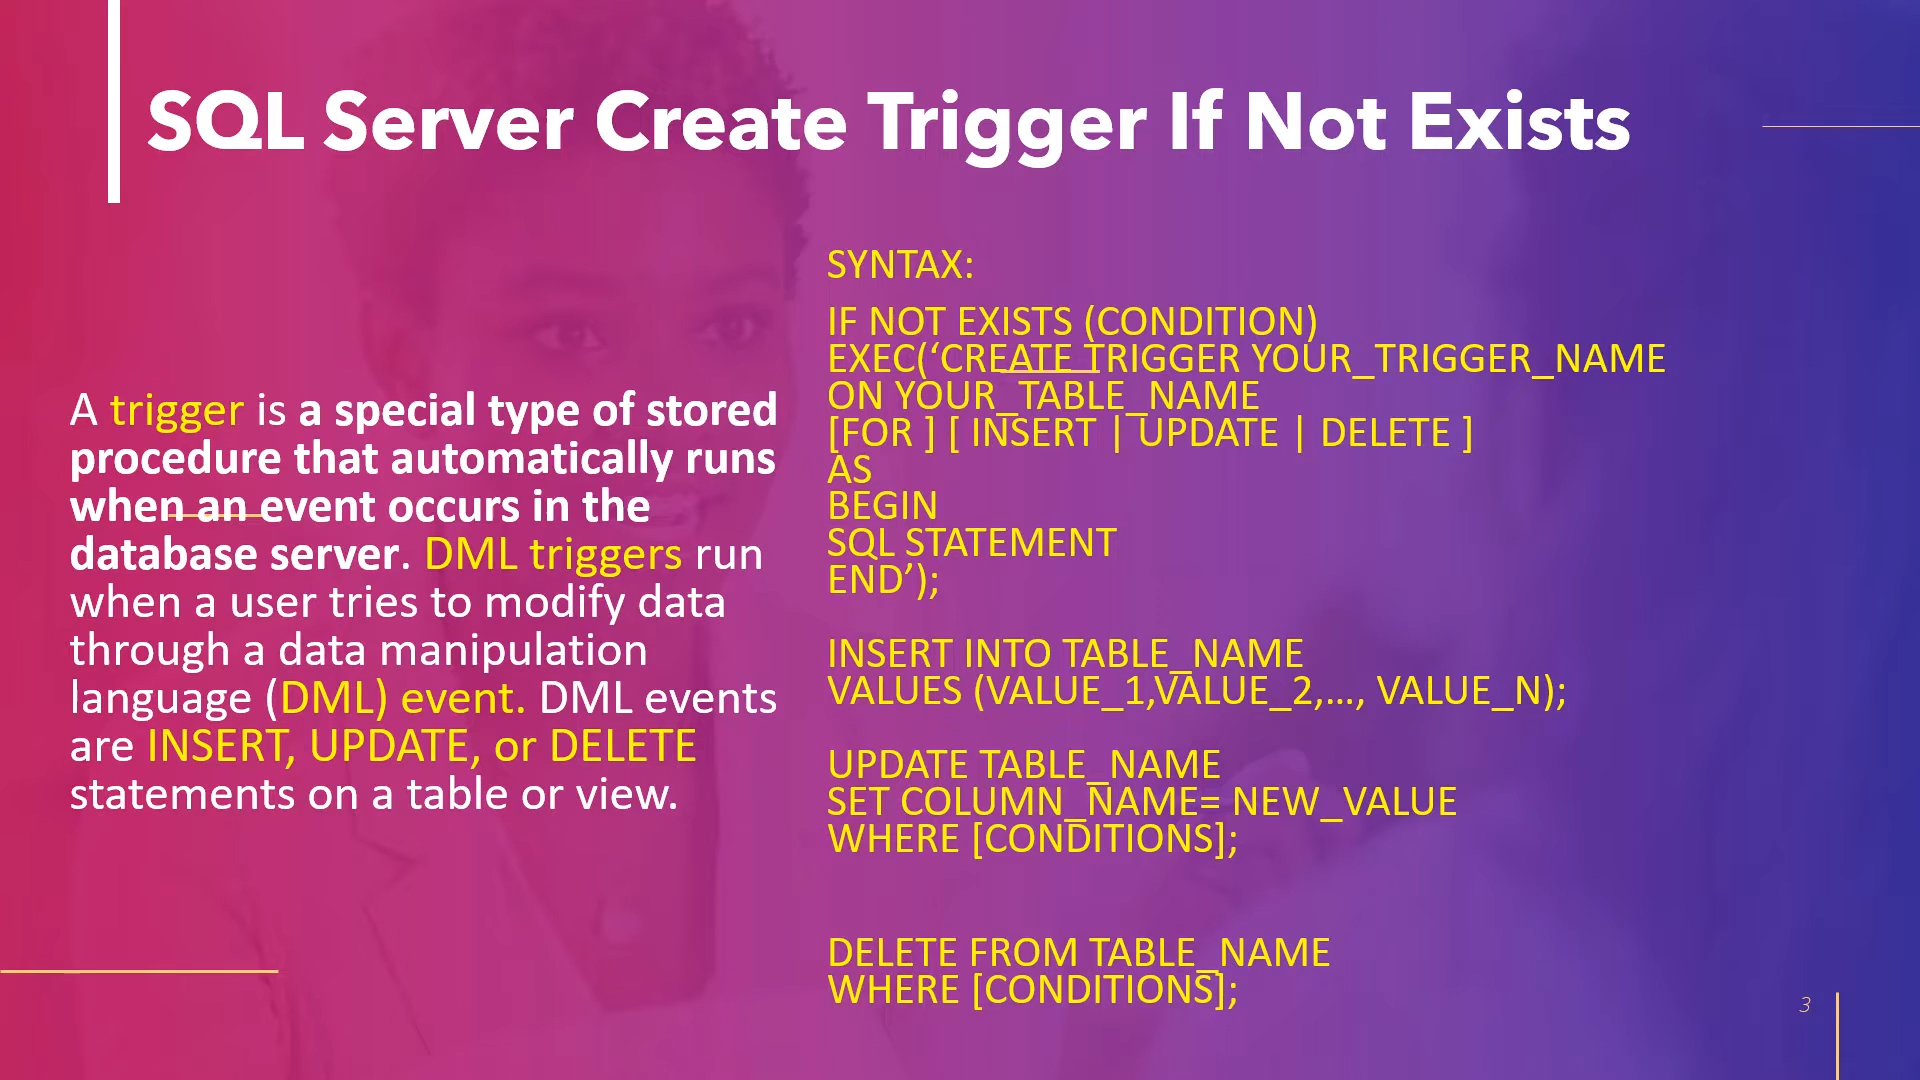 SQL Server Create Trigger If Not Exists
A trigger is a special type of stored
procedure that automatically runs
when an event occurs in the
database server. DML triggers run
when a user tries to modify data
through a data manipulation
language (DML) event. DML events
are INSERT, UPDATE, or DELETE
statements on a table or view.
SYNTAX:
IF NOT EXISTS (CONDITION)
EXEC(‘CREATE TRIGGER YOUR_TRIGGER_NAME
ON YOUR_TABLE_NAME
[FOR ] [ INSERT | UPDATE | DELETE ]
AS
BEGIN
SQL STATEMENT
END’);
INSERT INTO TABLE_NAME
VALUES (VALUE_1,VALUE_2,…, VALUE_N);
UPDATE TABLE_NAME
SET COLUMN_NAME= NEW_VALUE
WHERE [CONDITIONS];
DELETE FROM TABLE_NAME
WHERE [CONDITIONS];
3